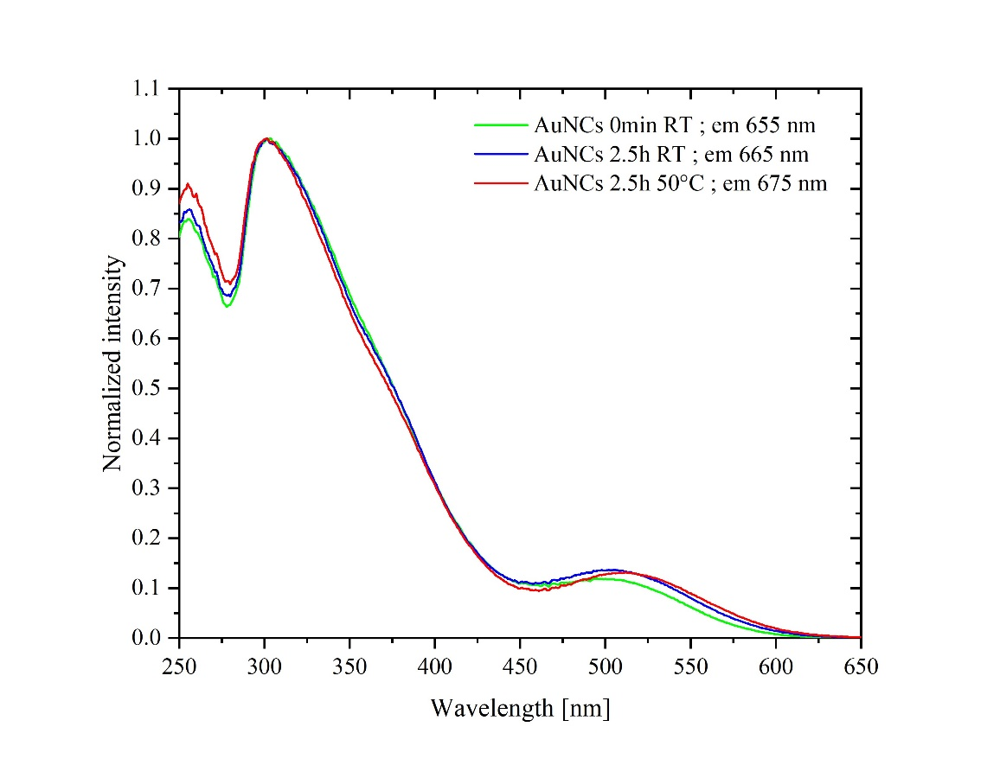 1.1
1.0
0.9
0.8
0.7
0.6
0.5
0.4
0.3
0.2
0.1
0.0
Normalized intensity
AuNCs 0min RT ; em 655 nm
AuNCs 2.5h RT ; em 665 nm
AuNCs 2.5h 50°C ; em 675 nm
250 300 350 400 450 500 550 600 650
Wavelength [nm]